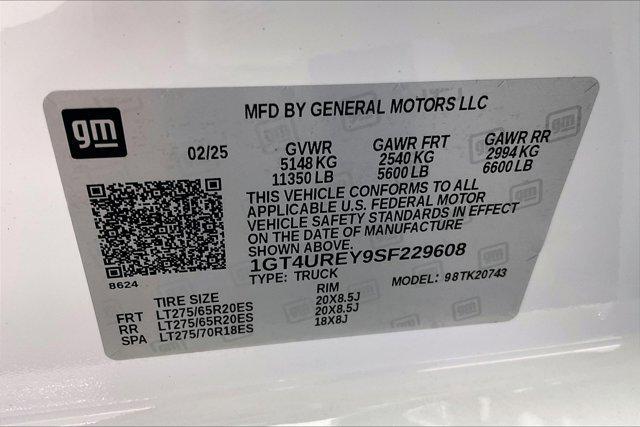 gm
MFD BY GENERAL MOTORS LLC
02/25
GVWR GAWR FRT GAWR RR
5148 KG 2540 KG 2994 KG
11350 LB 5600 LB 6600 LB
THIS VEHICLE CONFORMS TO ALL
APPLICABLE U.S. FEDERAL MOTOR
VEHICLE SAFETY STANDARDS IN EFFECT
ON THE DATE OF MANUFACTURE
SHOWN ABOVE.
1GT4UREY9SF229608
B624
TYPE: TRUCK MODEL: 98TK20743
TIRE SIZE RIM
FRT LT275/65R20ES 20X8.5J
RR LT275/65R20ES 20X8.5J
SPA LT275/70R18ES 18X8J